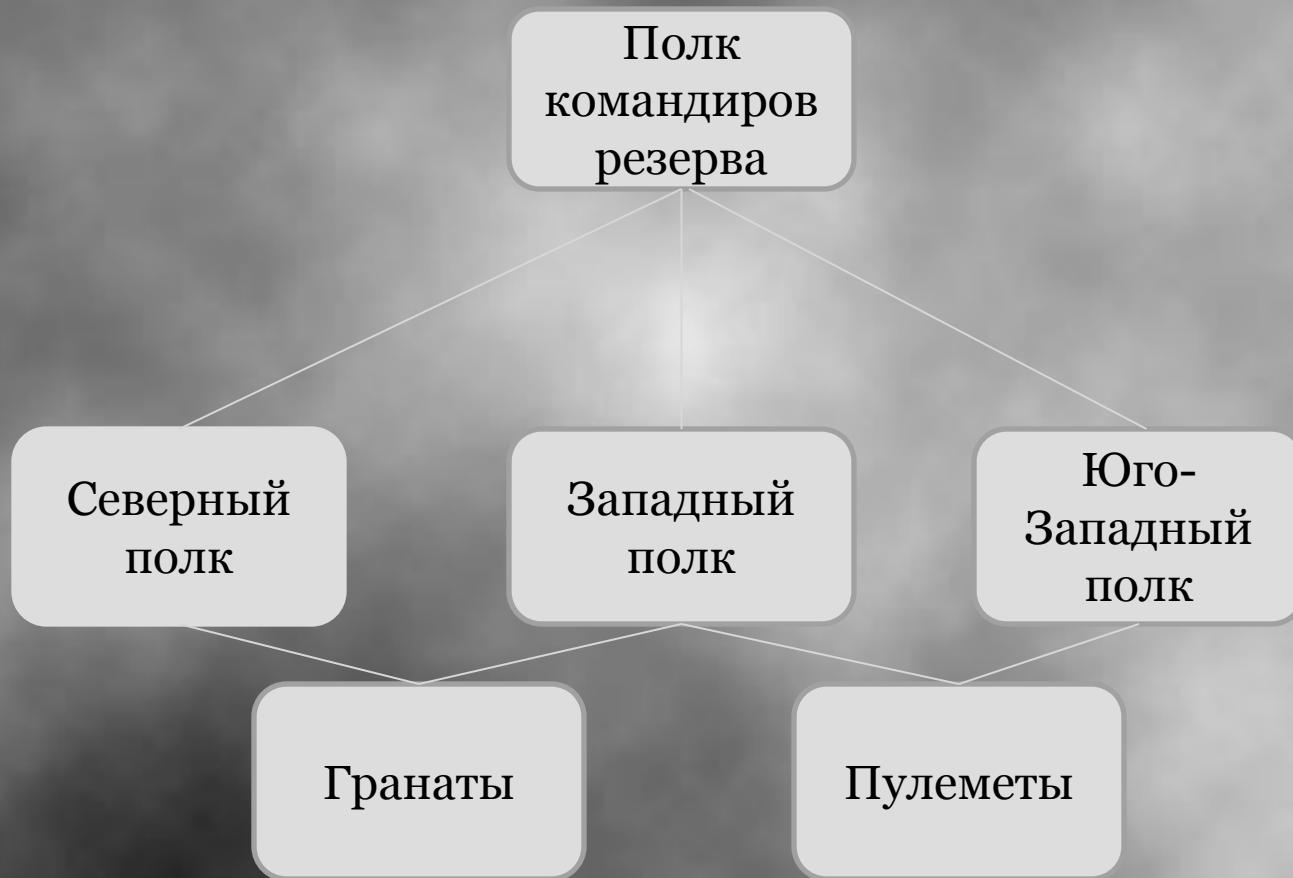 Полк
командиров
резерва
Северный
полк
Западный
полк
Юго-
Западный
полк
Гранаты
Пулеметы